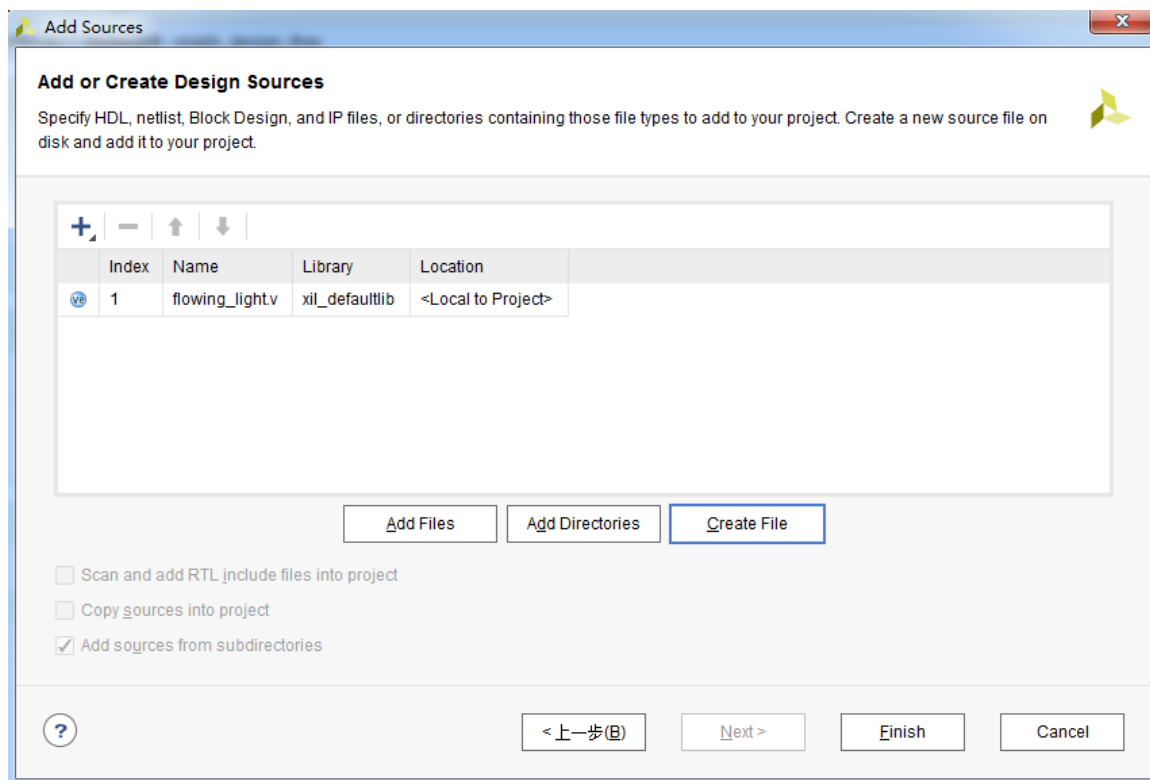 Add Sources
Add or Create Design Sources
Specify HDL, netlist, Block Design, and IP files, or directories containing those file types to add to your project. Create a new source file on
disk and add it to your project.
Index Name Library Location
1 flowing_light.v xil_defaultlib <Local to Project>
Add Files Add Directories Create File
Scan and add RTL include files into project
Copy sources into project
Add sources from subdirectories
? <上一步(B) Next > Finish Cancel